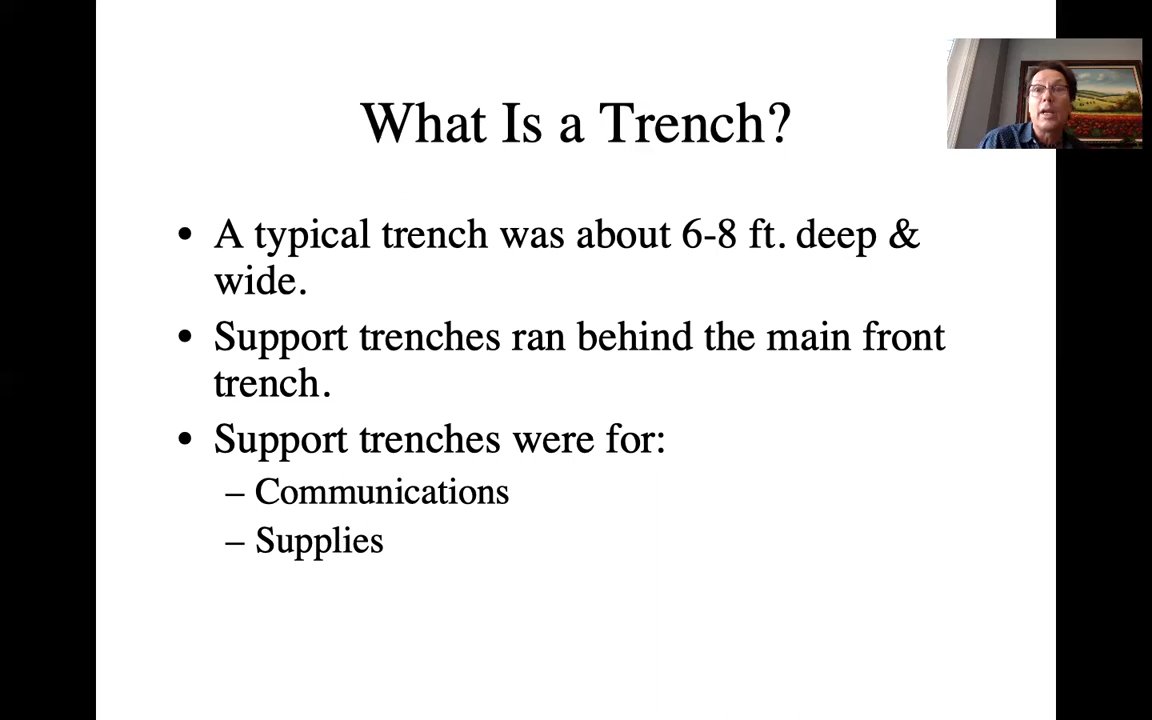 What Is a Trench?
• A typical trench was about 6-8 ft. deep &
wide.
• Support trenches ran behind the main front
trench.
• Support trenches were for:
– Communications
– Supplies